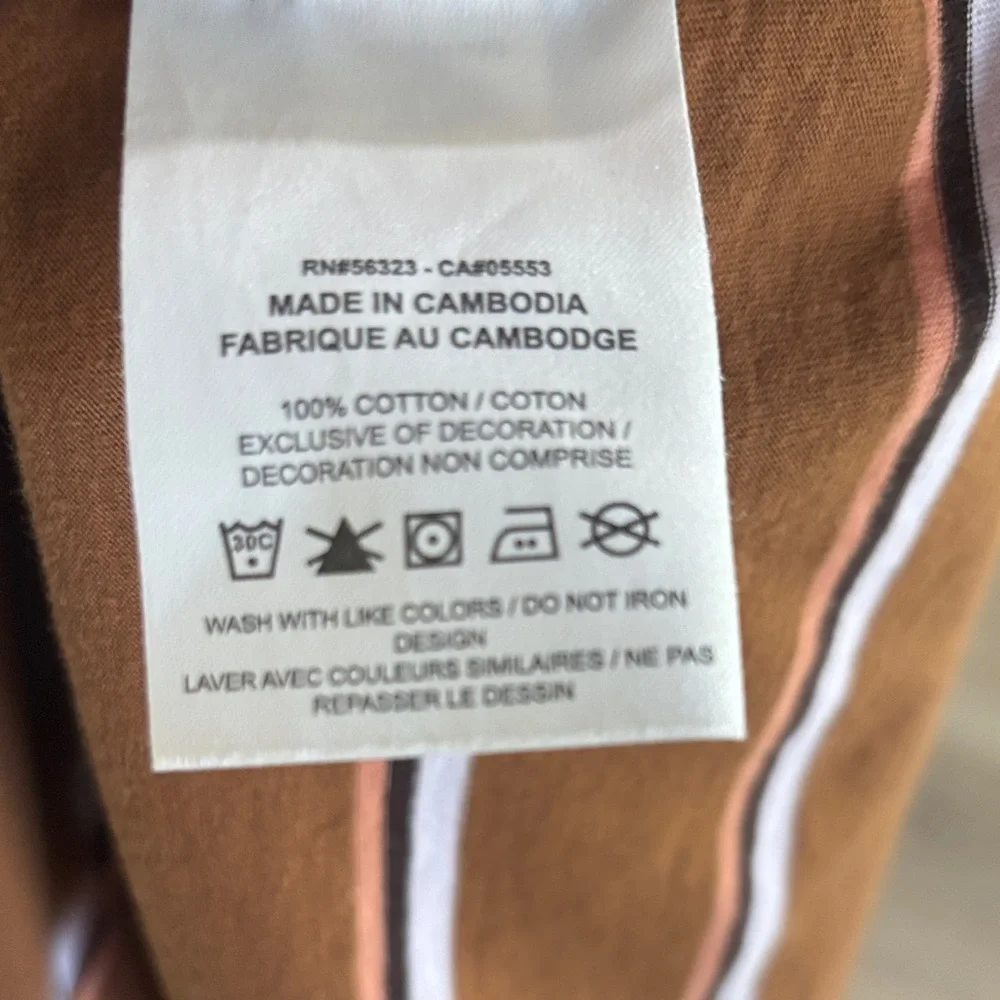 RN#56323 - CA#05553
MADE IN CAMBODIA
FABRIQUE AU CAMBODGE
100% COTTON / COTON
EXCLUSIVE OF DECORATION /
DECORATION NON COMPRISE
30C
WASH WITH LIKE COLORS / DO NOT IRON
DESIGN
LAVER AVEC COULEURS SIMILAIRES / NE PAS
REPASSER LE DESSIN